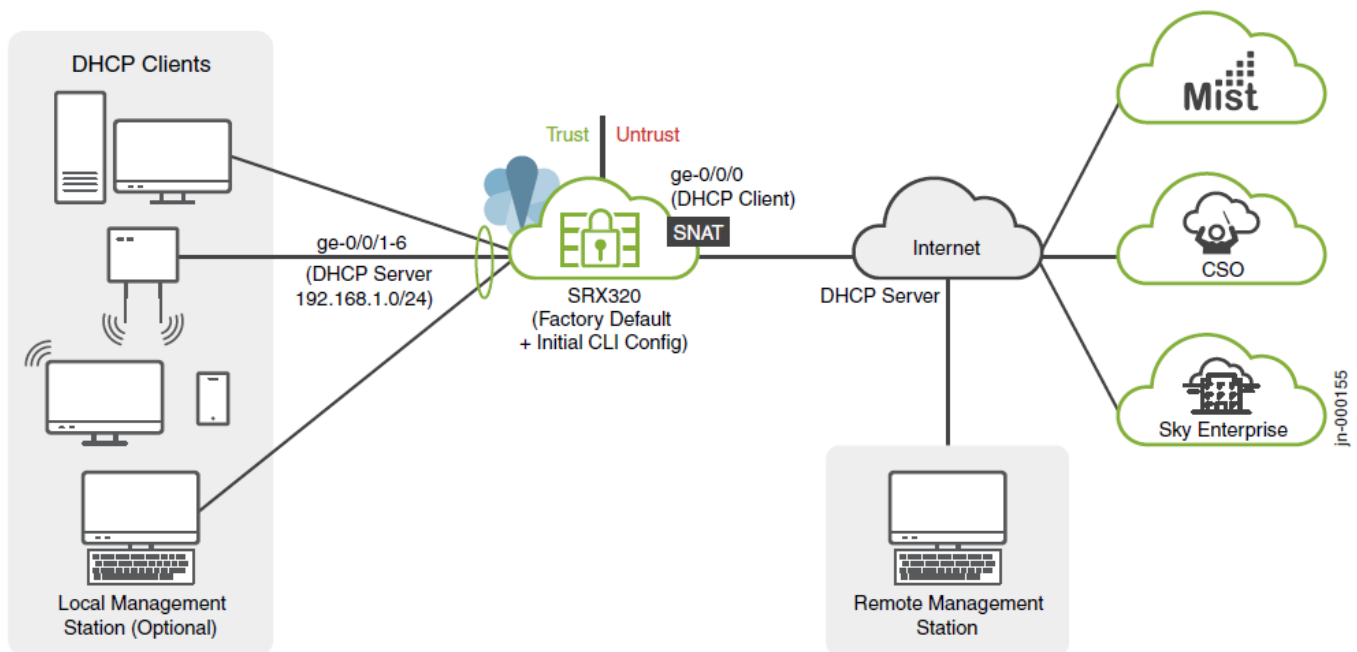 DHCP Clients
ge-0/0/1-6
(DHCP Server
192.168.1.0/24)
Local Management
Station (Optional)
Trust
Untrust
ge-0/0/0
(DHCP Client)
SNAT
SRX320
(Factory Default
+ Initial CLI Config)
Internet
DHCP Server
Remote Management
Station
Mist
CSO
Sky Enterprise
jn-000155